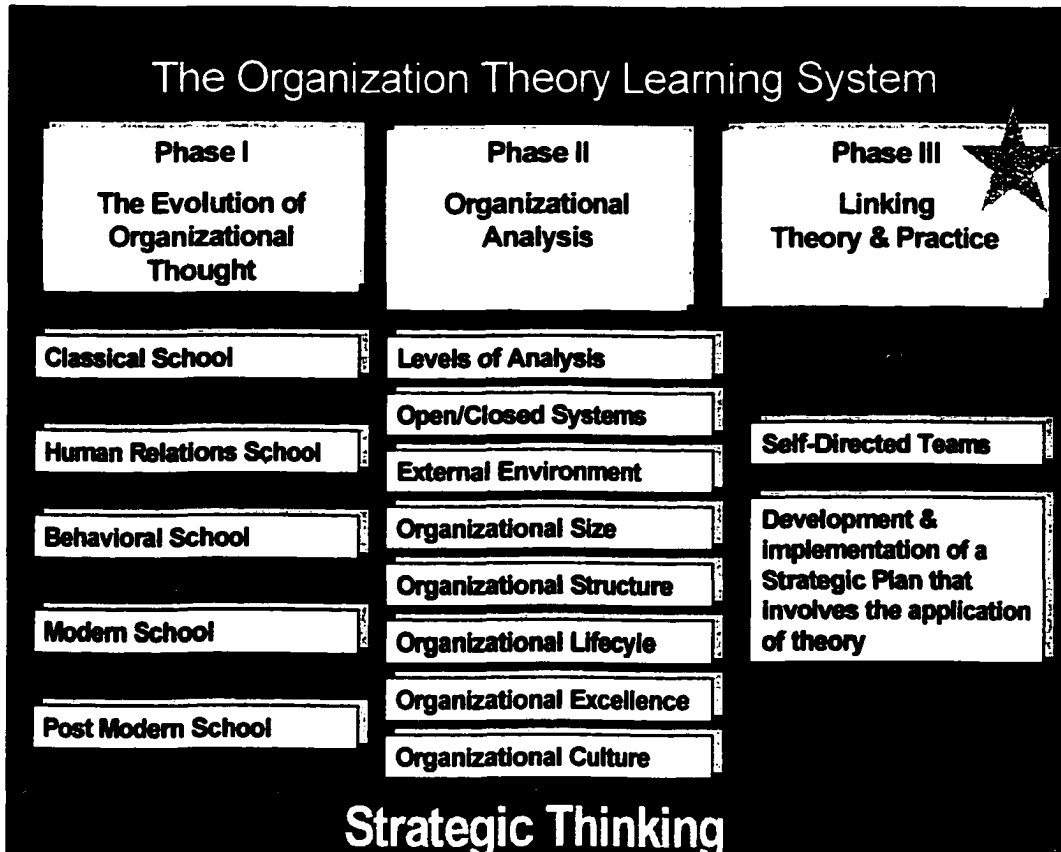 The Organization Theory Learning System
Phase I
The Evolution of
Organizational
Thought
Classical School
Human Relations School
Behavioral School
Modern School
Post Modern School
Phase II
Organizational
Analysis
Levels of Analysis
Open/Closed Systems
External Environment
Organizational Size
Organizational Structure
Organizational Lifecyle
Organizational Excellence
Organizational Culture
Phase III
Linking
Theory & Practice
Self-Directed Teams
Development &
implementation of a
Strategic Plan that
involves the application
of theory
Strategic Thinking